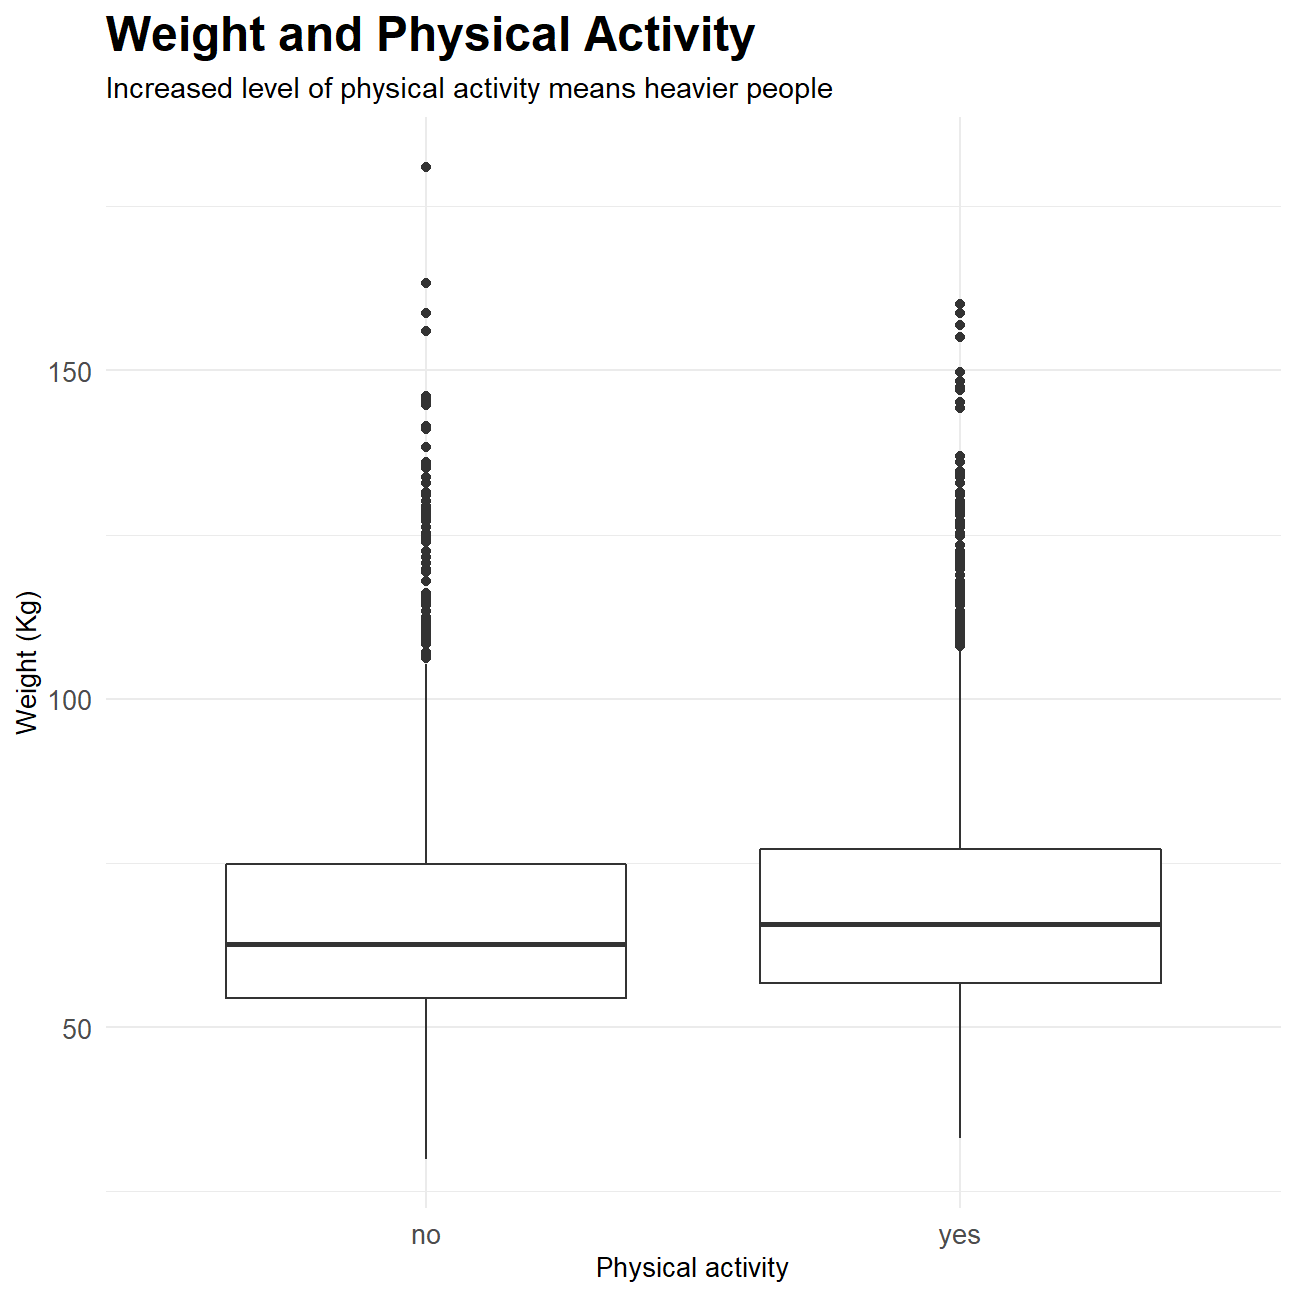 Weight and Physical Activity
Increased level of physical activity means heavier people
Weight (Kg)
150
100
50
no
yes
Physical activity